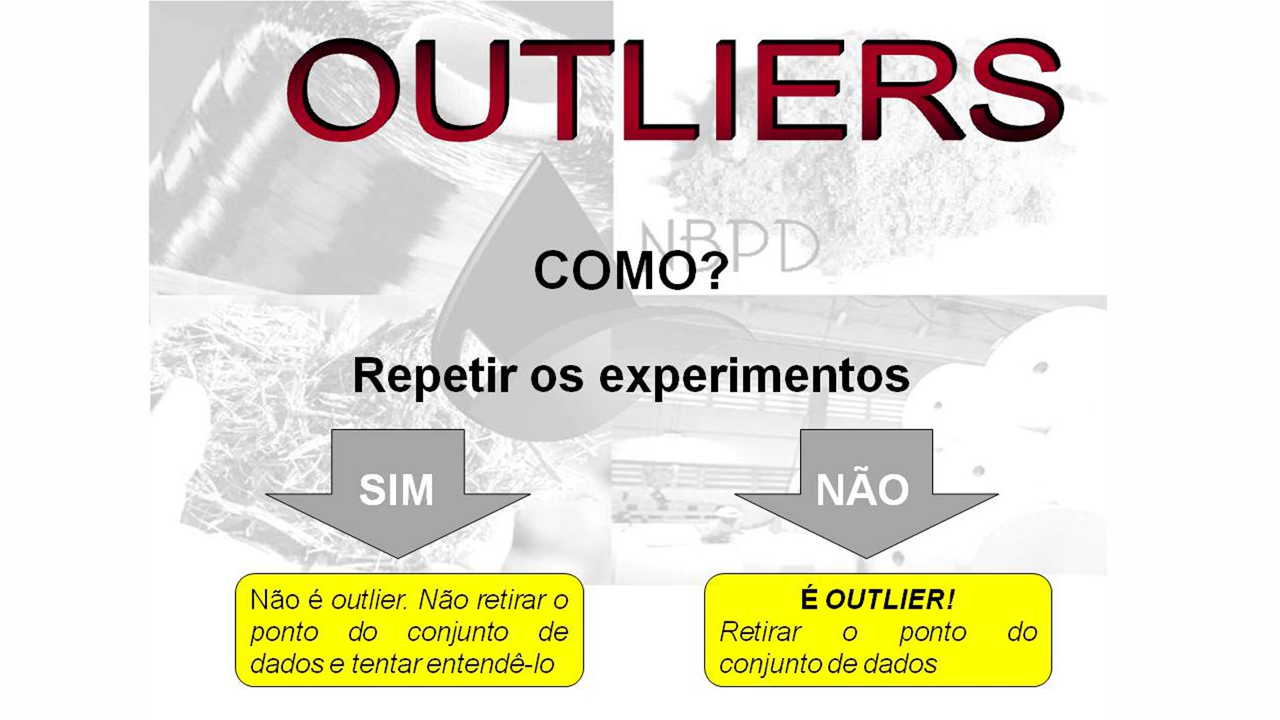 OUTLIERS
NBPD
COMO?
Repetir os experimentos
SIM
NÃO
Não é outlier. Não retirar o
ponto do conjunto de
dados e tentar entendê-lo
É OUTLIER!
Retirar o ponto do
conjunto de dados